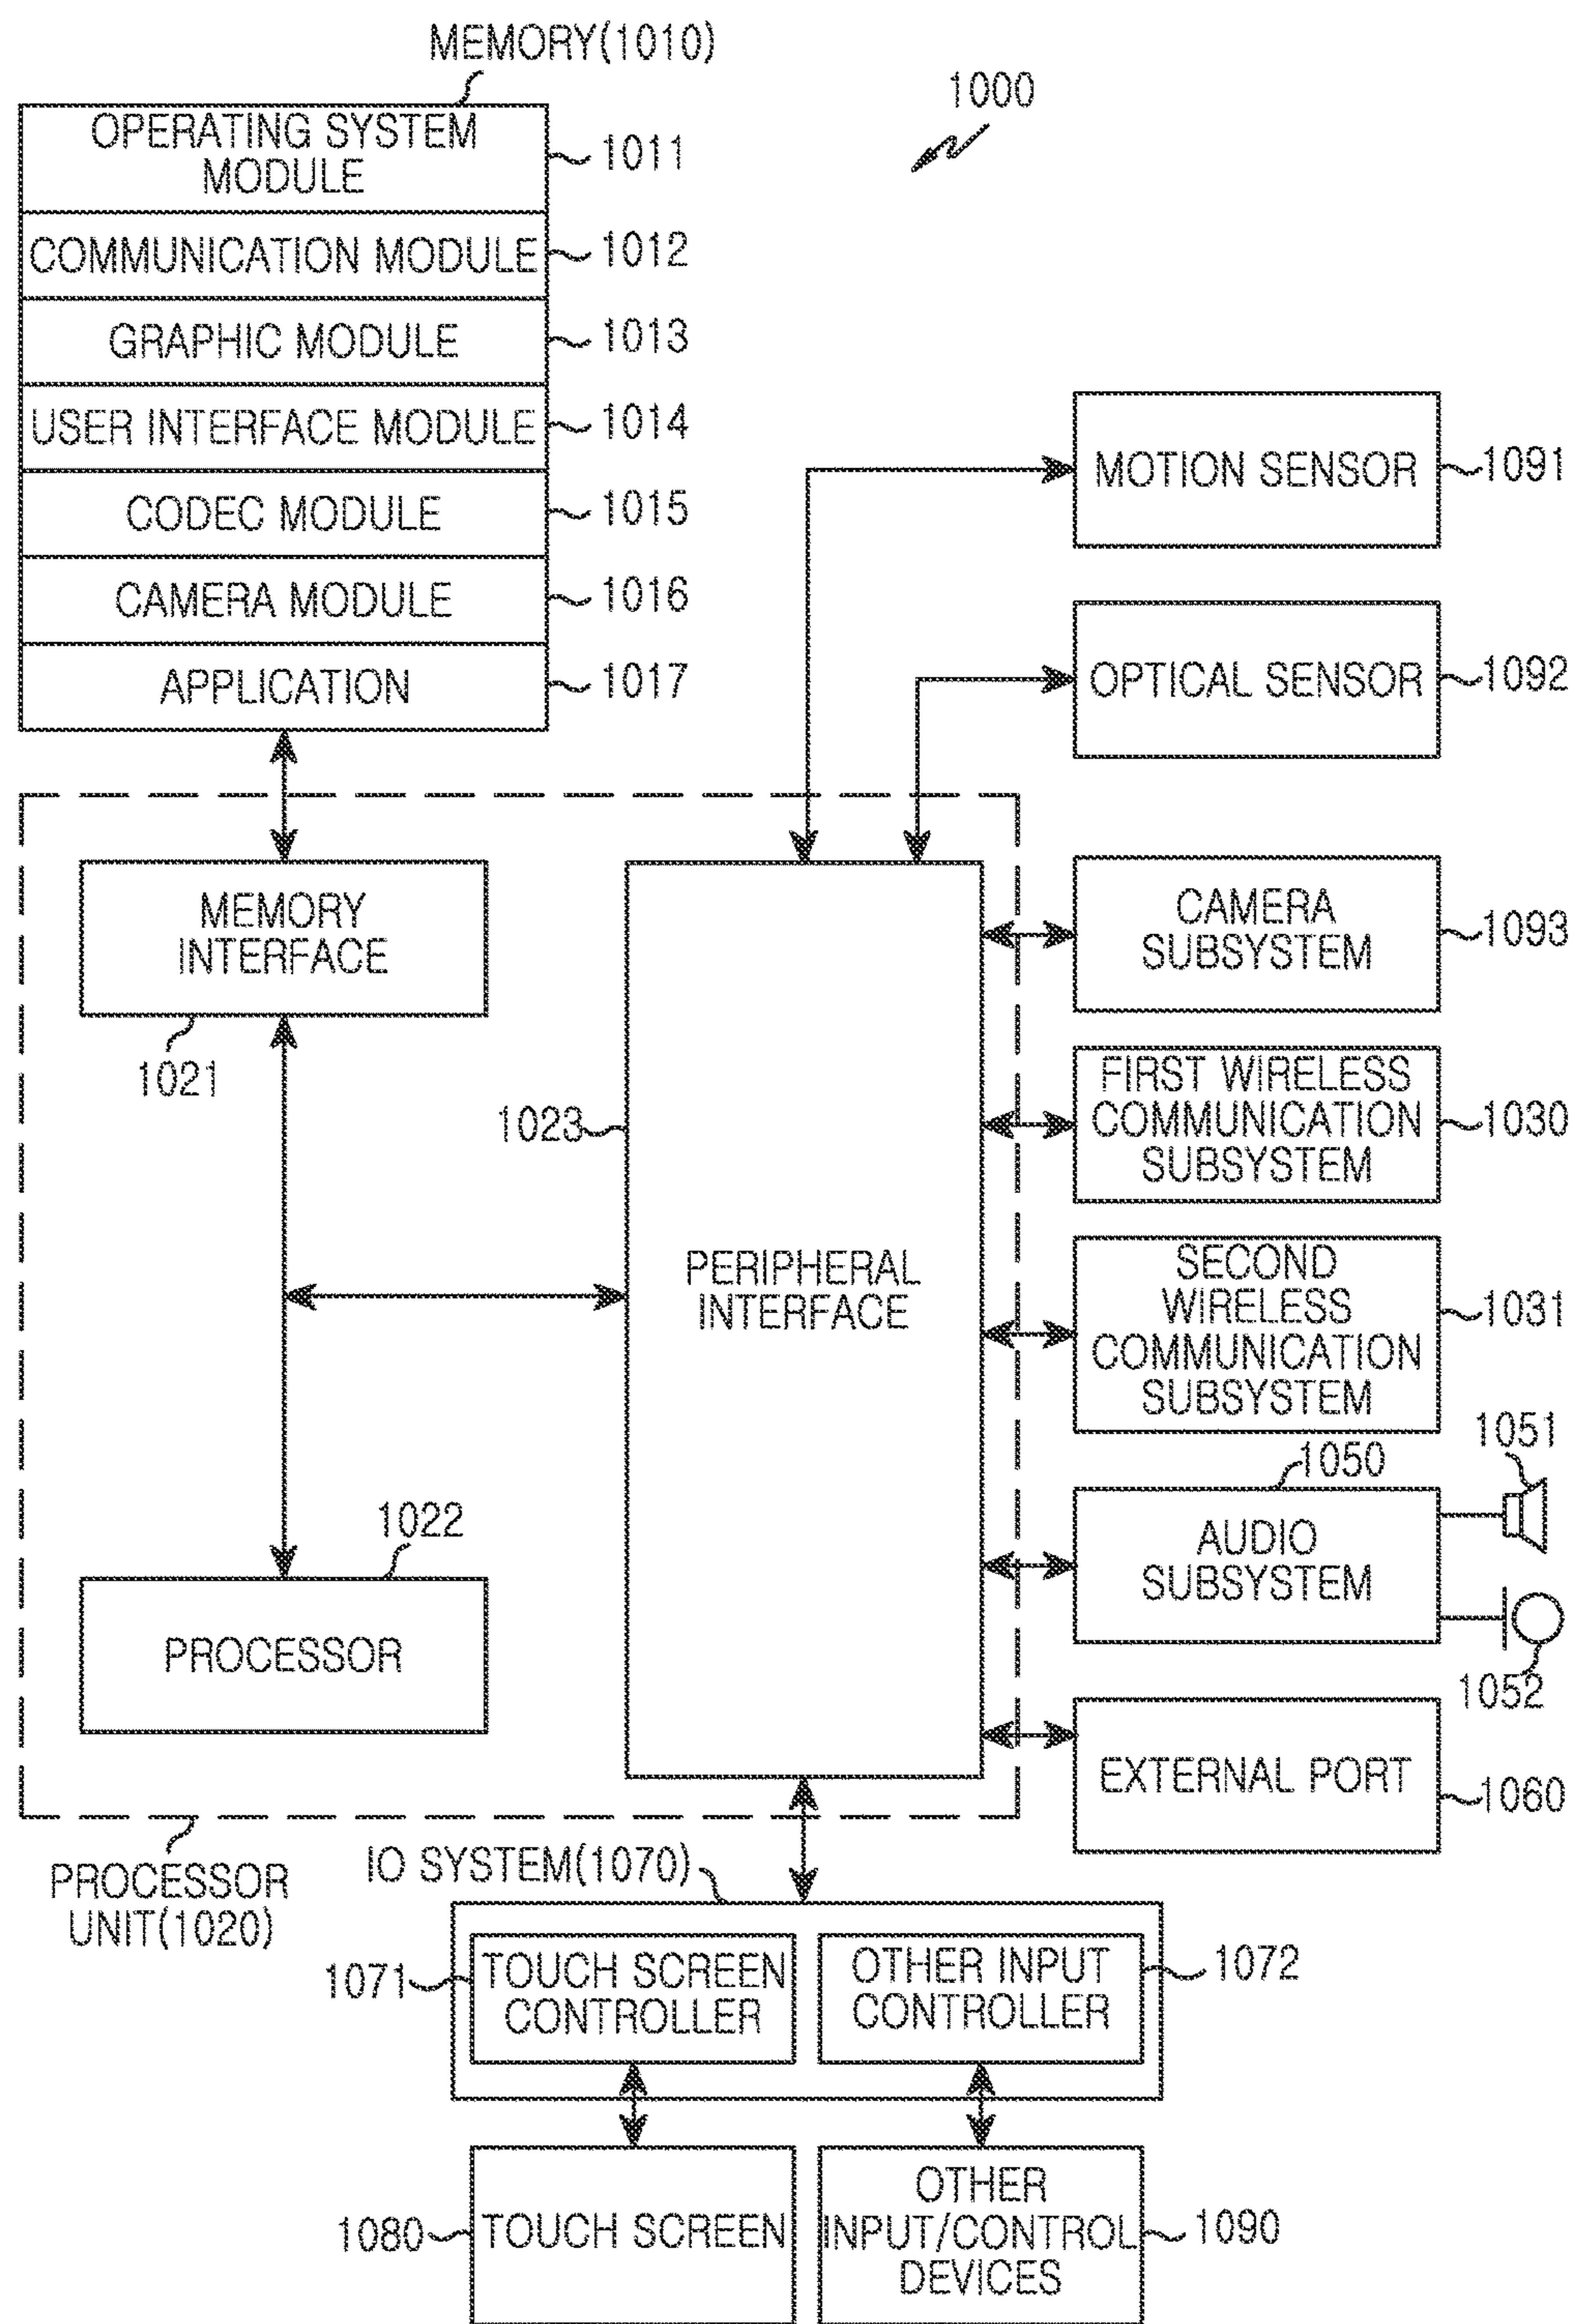 MEMORY(1010)
1000
OPERATING SYSTEM
MODULE
1011
COMMUNICATION MODULE
1012
GRAPHIC MODULE
1013
USER INTERFACE MODULE
1014
CODEC MODULE
1015
CAMERA MODULE
1016
APPLICATION
1017
MOTION SENSOR
1091
OPTICAL SENSOR
1092
MEMORY
INTERFACE
1021
CAMERA
SUBSYSTEM
1093
FIRST WIRELESS
COMMUNICATION
SUBSYSTEM
1030
1023
PERIPHERAL
INTERFACE
SECOND
WIRELESS
COMMUNICATION
SUBSYSTEM
1031
1022
PROCESSOR
1050
AUDIO
SUBSYSTEM
1051
1052
EXTERNAL PORT
1060
PROCESSOR
UNIT(1020)
IO SYSTEM(1070)
1071
TOUCH SCREEN
CONTROLLER
OTHER INPUT
CONTROLLER
1072
1080
TOUCH SCREEN
OTHER
INPUT/CONTROL
DEVICES
1090